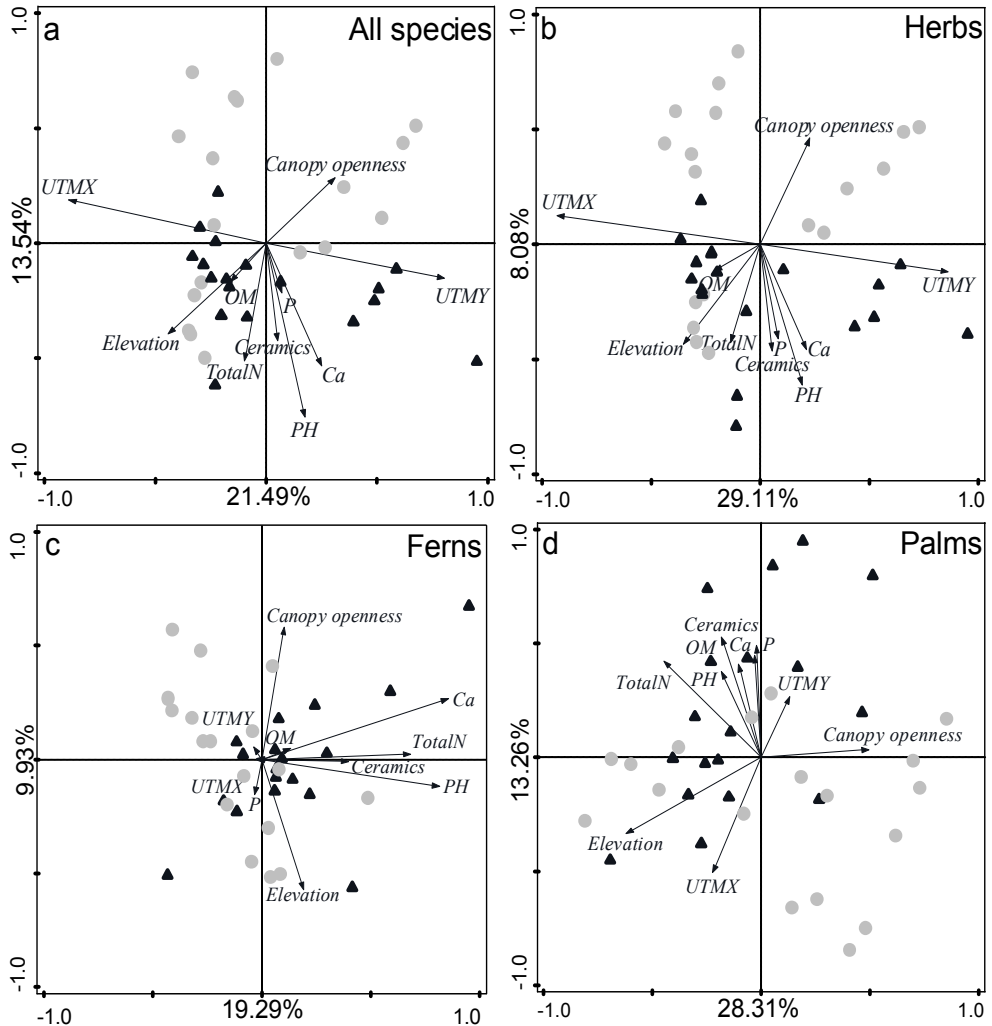 a All species
1.0
Canopy openness
UTMX
13.54%
UTMY
OM
P
Elevation
Ceramics
TotalN
Ca
PH
-1.0
-1.0 21.49% 1.0
b Herbs
1.0
Canopy openness
UTMX
8.08%
OM
UTMY
Elevation
TotalN
P
Ca
Ceramics
PH
-1.0
-1.0 29.11% 1.0
c Ferns
1.0
Canopy openness
Ca
UTMY
OM
TotalN
9.93%
Ceramics
UTMX
P
PH
Elevation
-1.0
-1.0 19.29% 1.0
d Palms
1.0
Ceramics
OM Ca P
TotalN
PH
UTMY
Canopy openness
13.26%
Elevation
UTMX
-1.0
-1.0 28.31% 1.0